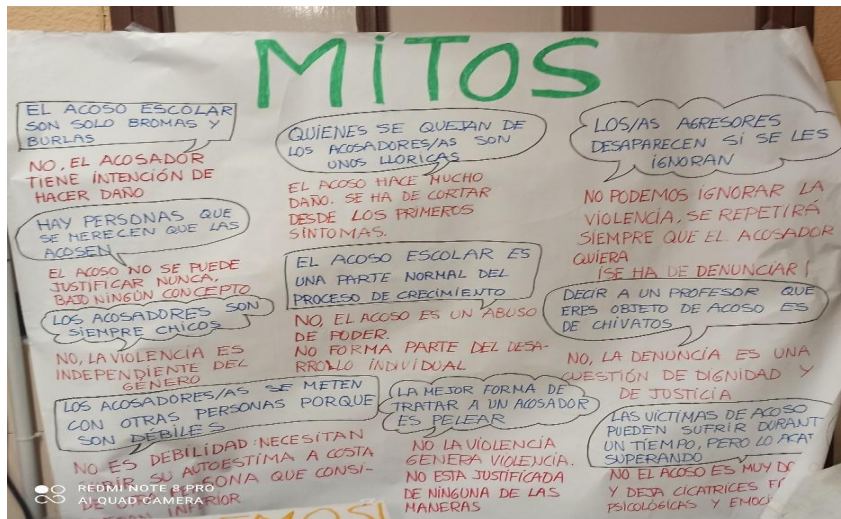 MITOS
EL ACOSO ESCOLAR
SON SOLO BROMAS Y
BURLAS
NO, EL ACOSADOR
TIENE INTENCIÓN DE
HACER DAÑO
HAY PERSONAS QUE
SE MERECEN QUE LAS
ACOSEN
EL ACOSO NO SE PUEDE
JUSTIFICAR NUNCA,
BAJO NINGÚN CONCEPTO
LOS ACOSADORES SON
SIEMPRE CHICOS
NO, LA VIOLENCIA ES
INDEPENDIENTE DEL
GÉNERO
LOS ACOSADORES/AS SE METEN
CON OTRAS PERSONAS PORQUE
SON DÉBILES
NO ES DEBILIDAD: NECESITAN
SU AUTOESTIMA A COSTA
DE PERSONA QUE CONSI-
INFERIOR
QUIENES SE QUEJAN DE
LOS ACOSADORES/AS SON
UNOS LLORICAS
EL ACOSO HACE MUCHO
DAÑO. SE HA DE CORTAR
DESDE LOS PRIMEROS
SÍNTOMAS.
EL ACOSO ESCOLAR ES
UNA PARTE NORMAL DEL
PROCESO DE CRECIMIENTO
NO, EL ACOSO ES UN ABUSO
DE PODER.
NO FORMA PARTE DEL DESA-
RROLLO INDIVIDUAL
LA MEJOR FORMA DE
TRATAR A UN ACOSADOR
ES PELEAR
NO LA VIOLENCIA
GENERA VIOLENCIA.
NO ESTA JUSTIFICADA
DE NINGUNA DE LAS
MANERAS
LOS/AS AGRESORES
DESAPARECEN SI SE LES
IGNORAN
NO PODEMOS IGNORAR LA
VIOLENCIA, SE REPETIRÁ
SIEMPRE QUE EL ACOSADOR
QUIERA
¡SE HA DE DENUNCIAR!
DECIR A UN PROFESOR QUE
ERES OBJETO DE ACOSO ES
DE CHIVATOS
NO, LA DENUNCIA ES UNA
CUESTIÓN DE DIGNIDAD Y
DE JUSTICIA
LAS VÍCTIMAS DE ACOSO
PUEDEN SUFRIR DURANT
UN TIEMPO, PERO LO ACA
SUPERANDO
NO EL ACOSO ES MUY
Y DEJA CICATRICES
PSICOLÓGICAS Y
REDMI NOTE 8 PRO
AI QUAD CAMERA